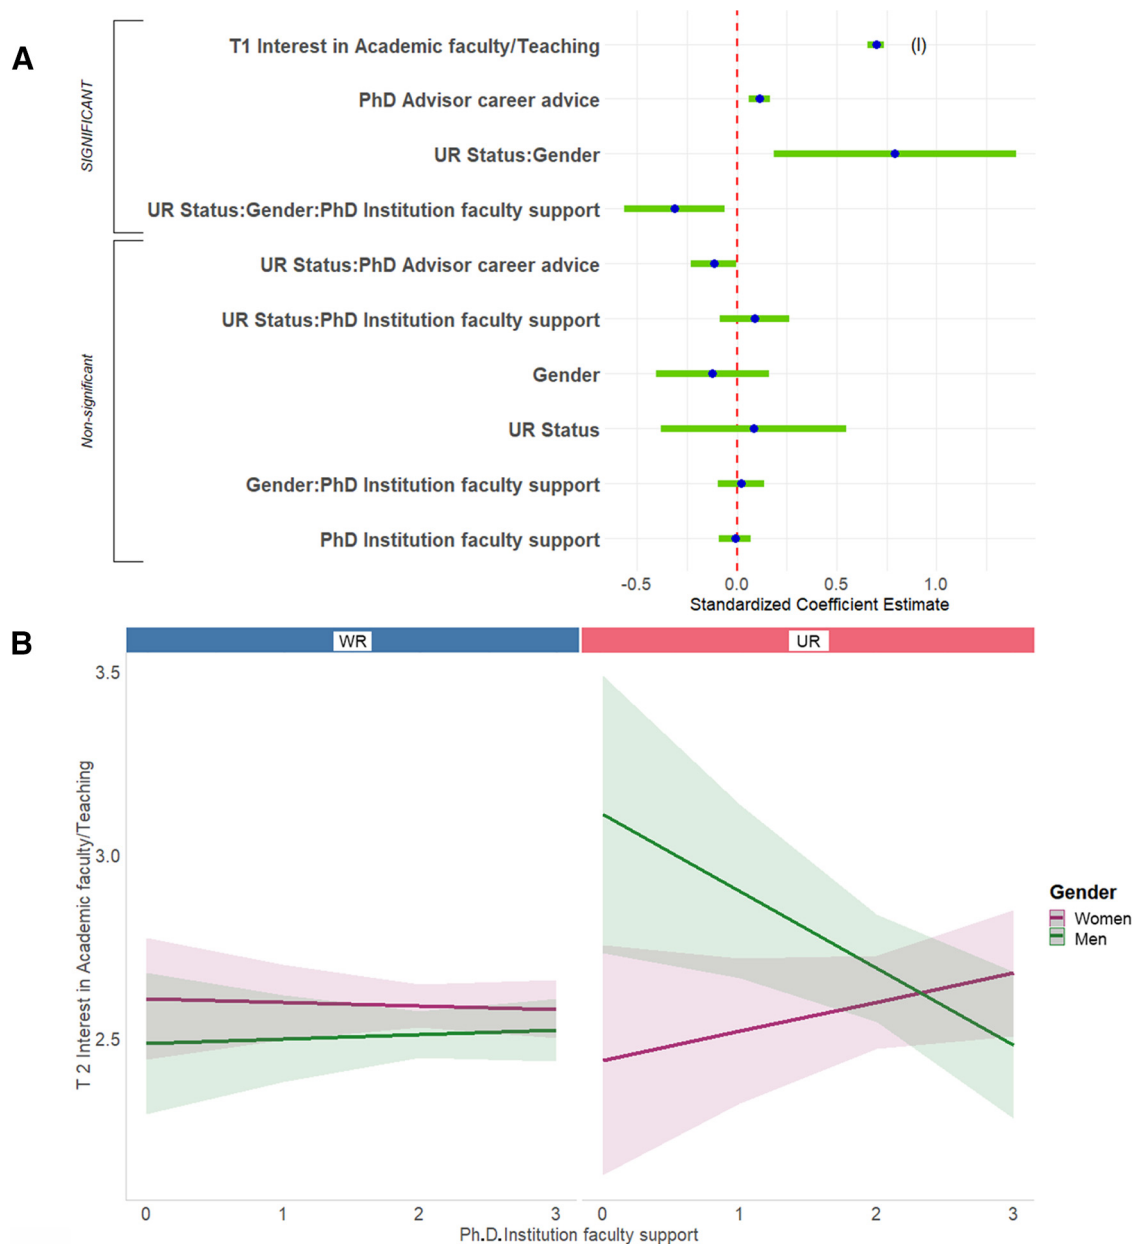 A
SIGNIFICANT
T1 Interest in Academic faculty/Teaching
(I)
PhD Advisor career advice
UR Status:Gender
UR Status:Gender:PhD Institution faculty support
Non-significant
UR Status:PhD Advisor career advice
UR Status:PhD Institution faculty support
Gender
UR Status
Gender:PhD Institution faculty support
PhD Institution faculty support
-0.5 0.0 0.5 1.0
Standardized Coefficient Estimate
B
WR UR
T 2 Interest in Academic faculty/Teaching
3.5
3.0
2.5
0 1 2 3 0 1 2 3
Ph.D.Institution faculty support
Gender
Women
Men